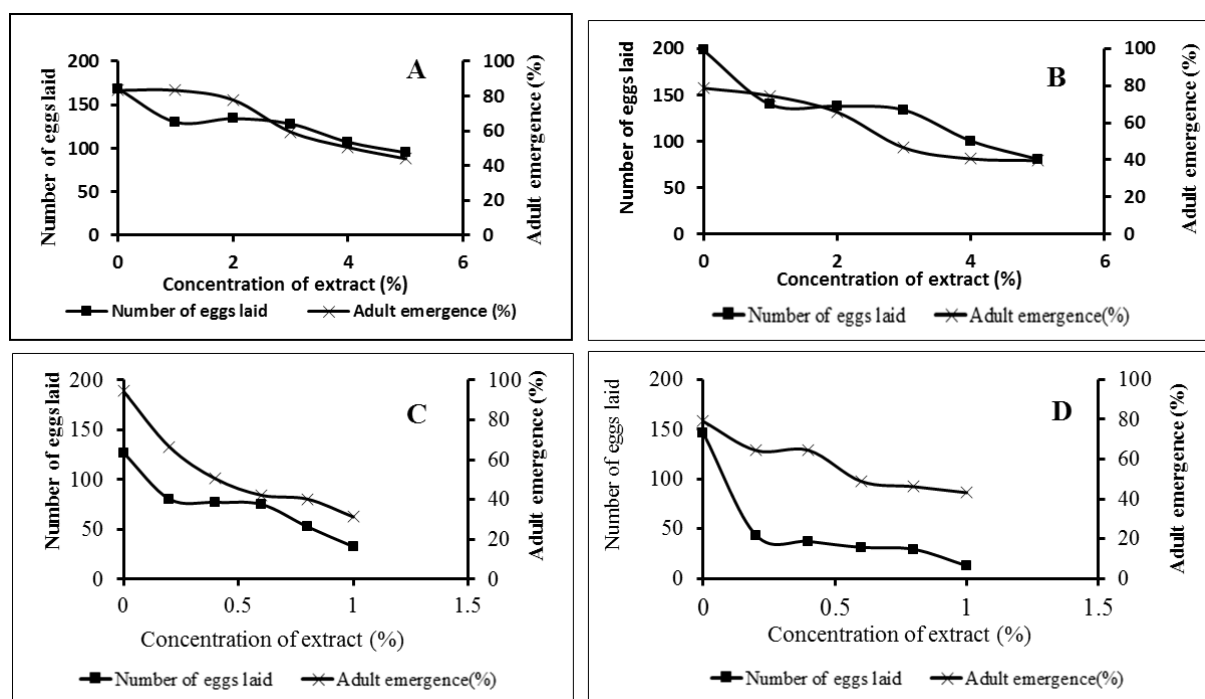 A
Number of eggs laid
200
150
100
50
0
100
80
60
40
20
0
Adult emergence (%)
0 2 4 6
Concentration of extract (%)
Number of eggs laid Adult emergence (%)
B
Number of eggs laid
200
150
100
50
0
100
80
60
40
20
0
Adult emergence (%)
0 2 4 6
Concentration of extract (%)
Number of eggs laid Adult emergence(%)
C
Number of eggs laid
200
150
100
50
0
100
80
60
40
20
0
Adult emergence (%)
0 0.5 1 1.5
Concentration of extract (%)
Number of eggs laid Adult emergence(%)
D
Number of eggs laid
200
150
100
50
0
100
80
60
40
20
0
Adult emergence (%)
0 0.5 1 1.5
Concentration of extract (%)
Number of eggs laid Adult emergence(%)